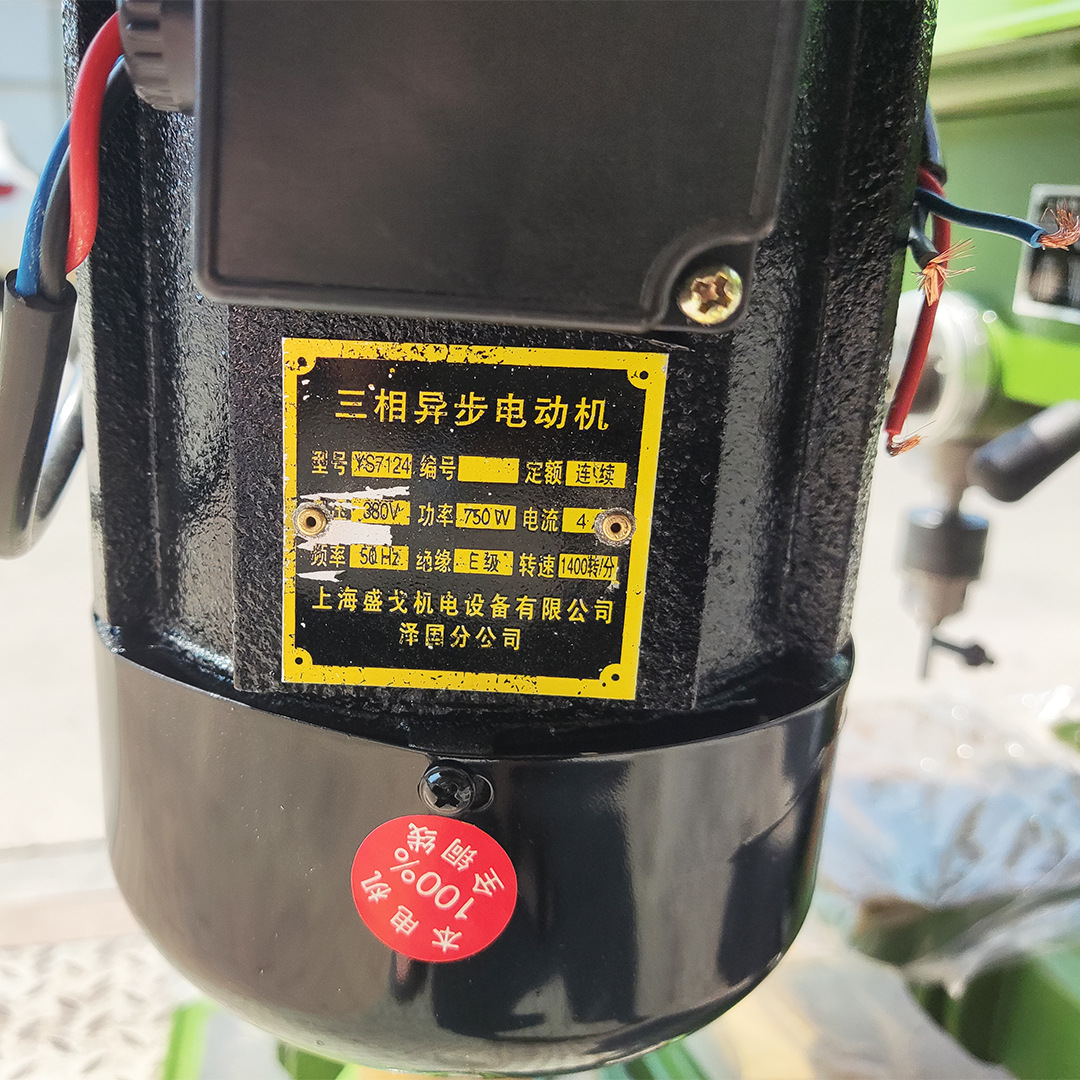 三相异步电动机
型号 YS7124 编号 定额 连续
380V 功率 750W 电流 4
频率 50Hz 绝缘 E级 转速 1400转/分
上海盛戈机电设备有限公司
泽国分公司
本电机
100%
全铜线